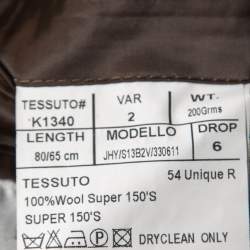 TESSUTO# VAR WT.
K1340 2 200Grms
LENGTH MODELLO DROP
80/65 cm JHY/S13B2V/330611 6
TESSUTO 54 Unique R
100%Wool Super 150'S
SUPER 150'S
DRYCLEAN ONLY